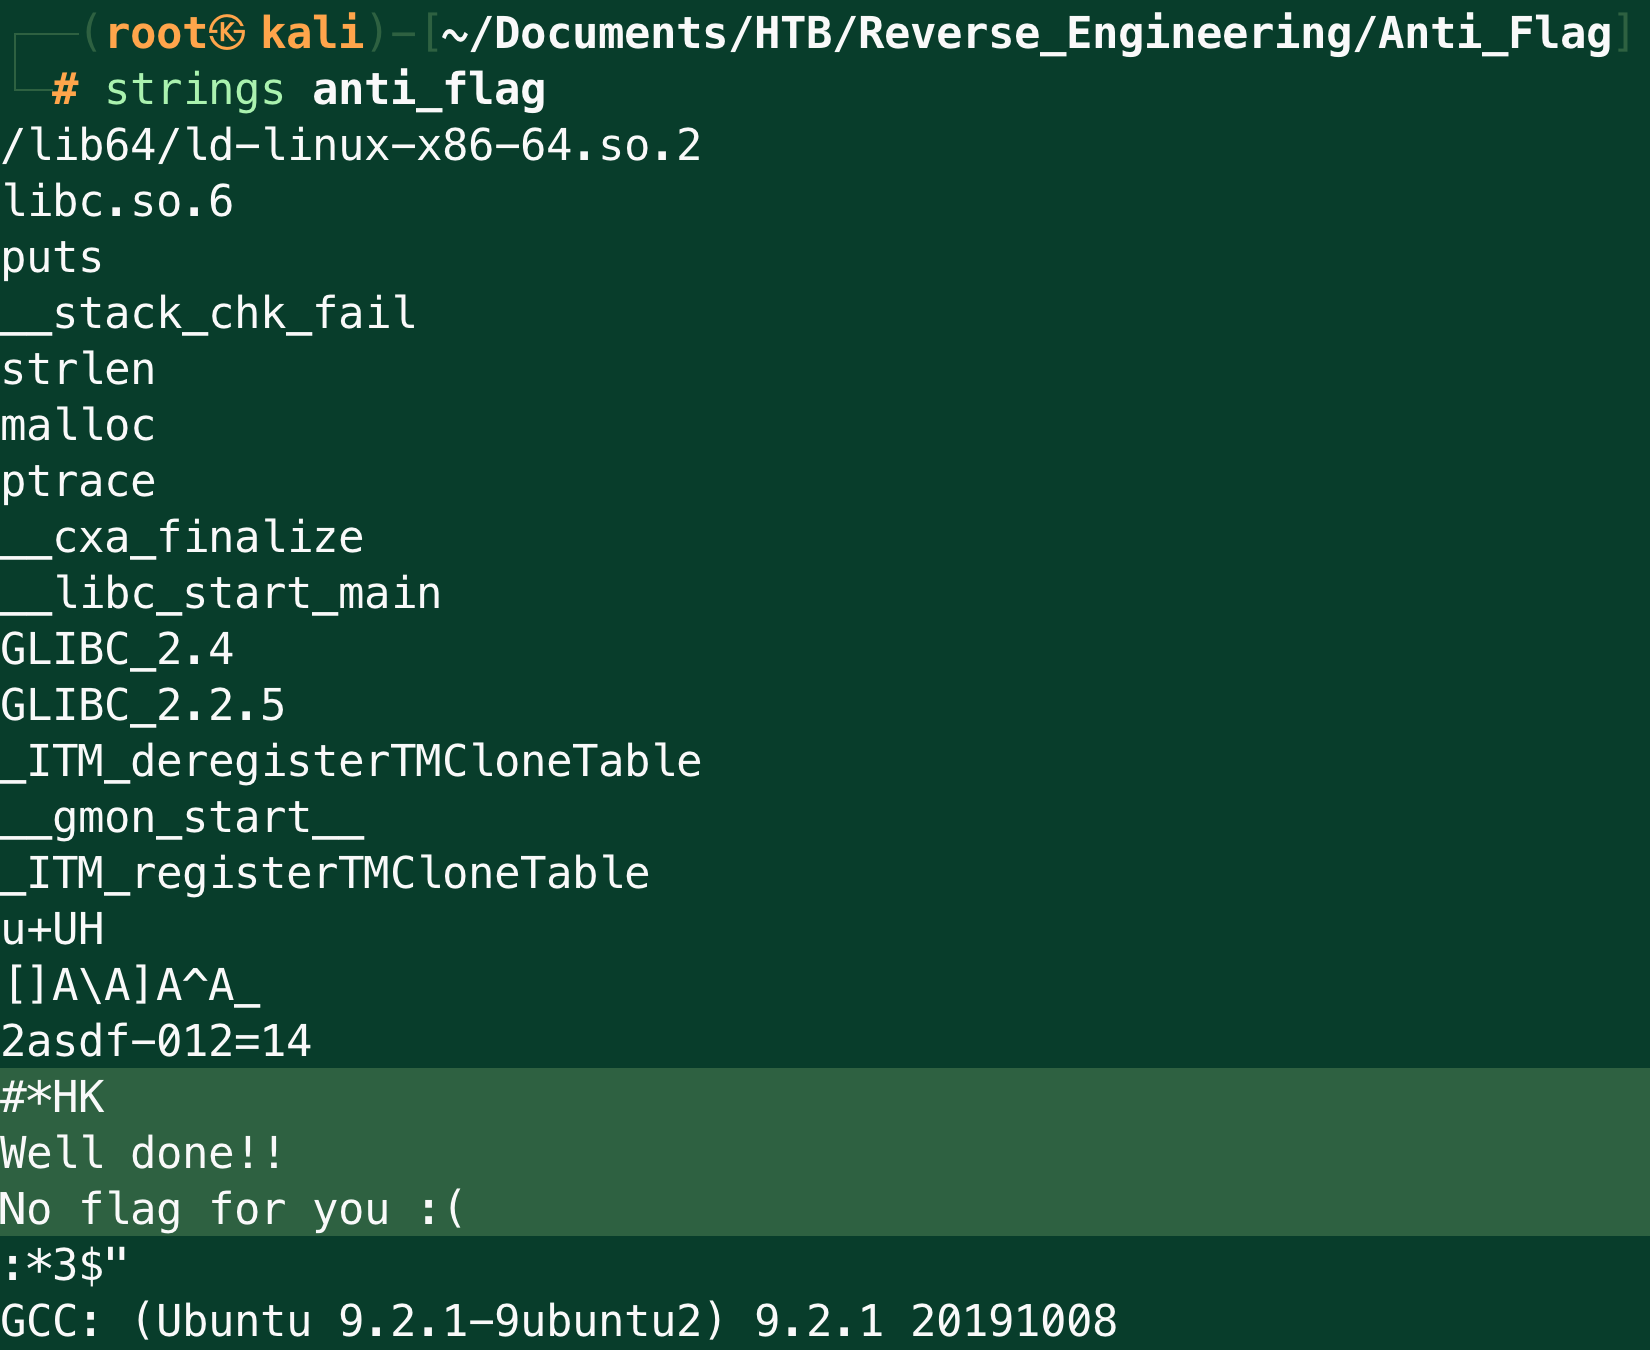 (root㉿kali)-[~/Documents/HTB/Reverse_Engineering/Anti_Flag]
# strings anti_flag
/lib64/ld-linux-x86-64.so.2
libc.so.6
puts
__stack_chk_fail
strlen
malloc
ptrace
__cxa_finalize
__libc_start_main
GLIBC_2.4
GLIBC_2.2.5
_ITM_deregisterTMCloneTable
__gmon_start__
_ITM_registerTMCloneTable
u+UH
[]A\A]A^A_
2asdf-012=14
#*HK
Well done!!
No flag for you :(
:*3$"
GCC: (Ubuntu 9.2.1-9ubuntu2) 9.2.1 20191008